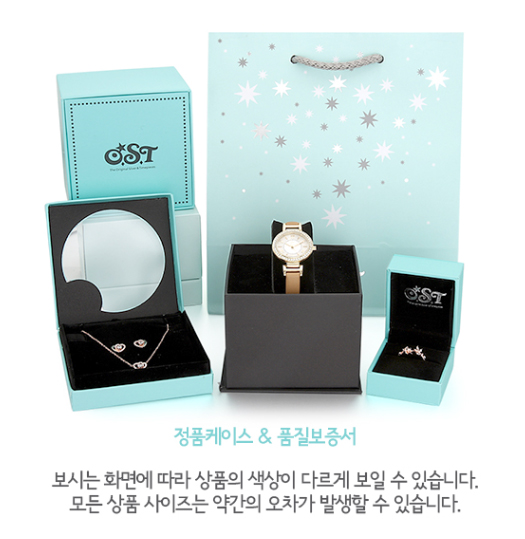 O.S.T
O.S.T
정품케이스 & 품질보증서
보시는 화면에 따라 상품의 색상이 다르게 보일 수 있습니다.
모든 상품 사이즈는 약간의 오차가 발생할 수 있습니다.